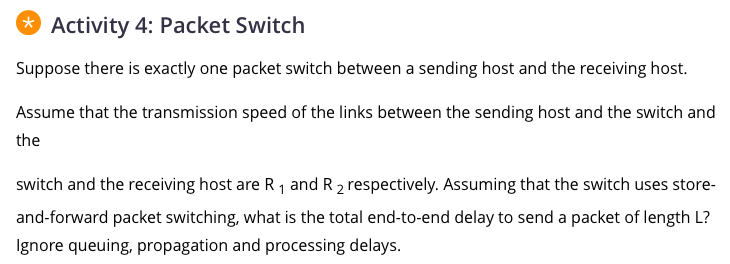 Activity 4: Packet Switch
Suppose there is exactly one packet switch between a sending host and the receiving host.
Assume that the transmission speed of the links between the sending host and the switch and
the
switch and the receiving host are R 1 and R 2 respectively. Assuming that the switch uses store-
and-forward packet switching, what is the total end-to-end delay to send a packet of length L?
Ignore queuing, propagation and processing delays.